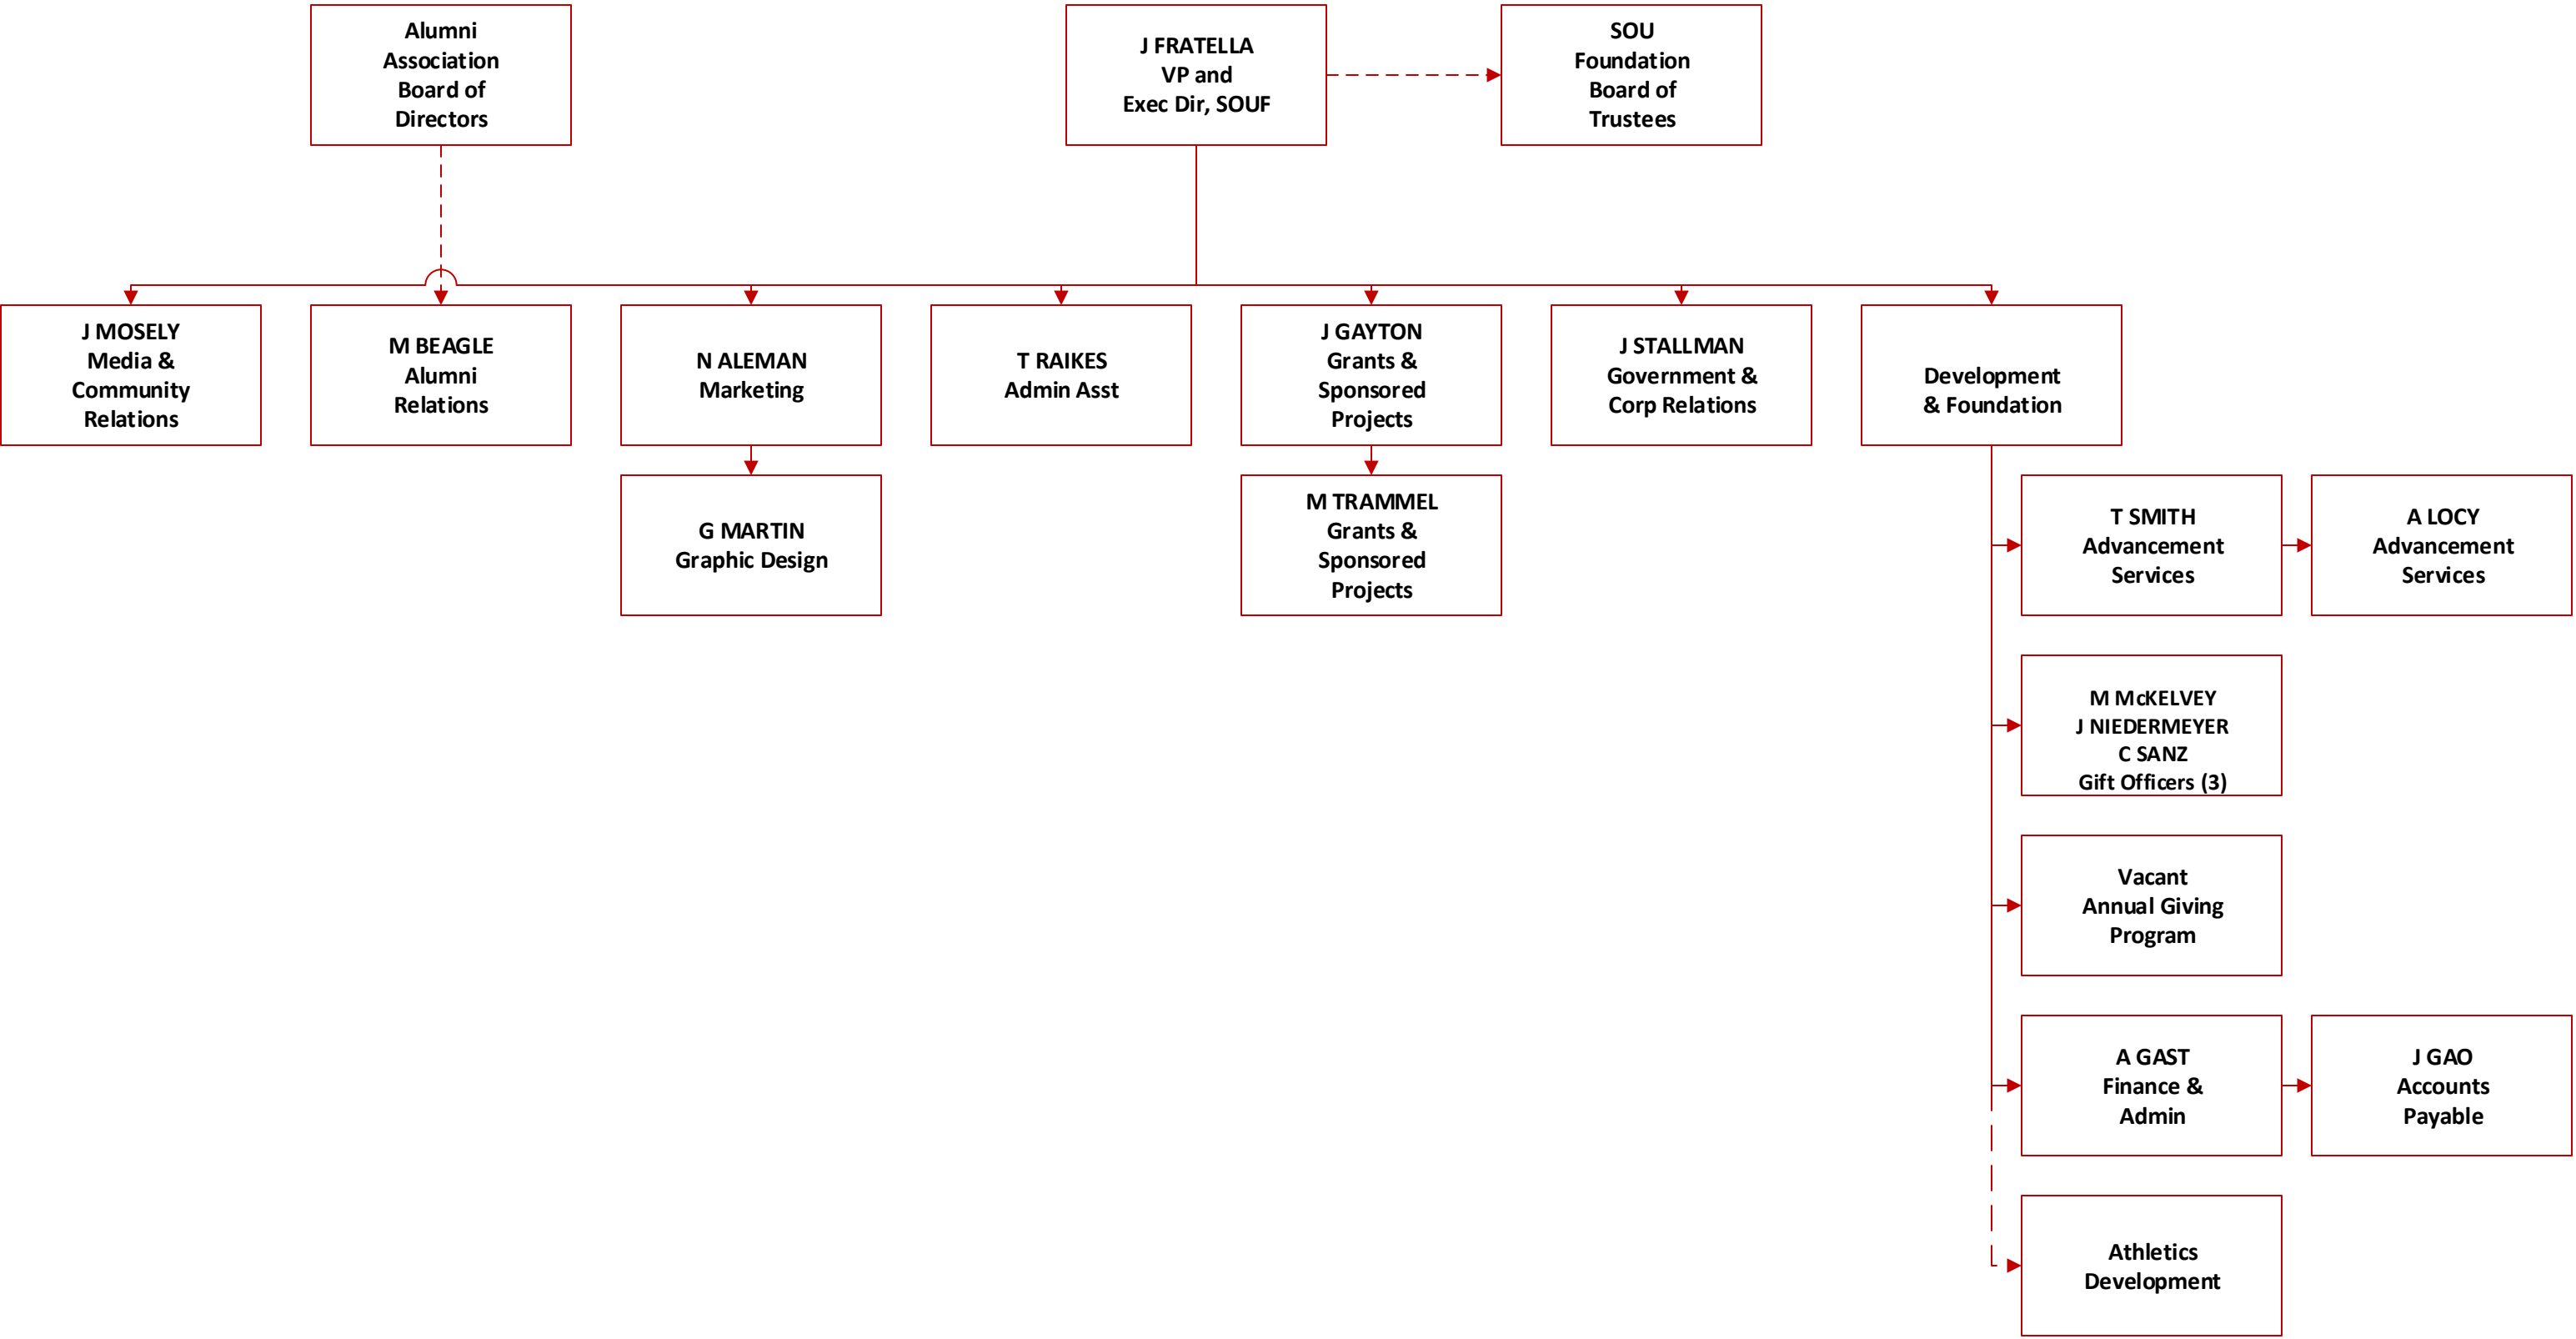 Alumni
Association
Board of
Directors
J FRATELLA
VP and
Exec Dir, SOUF
SOU
Foundation
Board of
Trustees
J MOSELY
Media &
Community
Relations
M BEAGLE
Alumni
Relations
N ALEMAN
Marketing
T RAIKES
Admin Asst
J GAYTON
Grants &
Sponsored
Projects
J STALLMAN
Government &
Corp Relations
Development
& Foundation
G MARTIN
Graphic Design
M TRAMMEL
Grants &
Sponsored
Projects
T SMITH
Advancement
Services
A LOCY
Advancement
Services
M McKELVEY
J NIEDERMEYER
C SANZ
Gift Officers (3)
Vacant
Annual Giving
Program
A GAST
Finance &
Admin
J GAO
Accounts
Payable
Athletics
Development